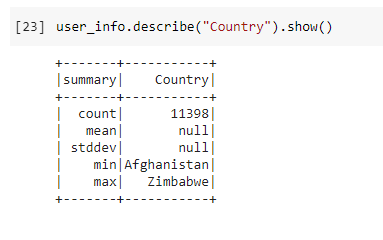 [23] user_info.describe("Country").show()
+-------+-----------+
|summary|    Country|
+-------+-----------+
|  count|      11398|
|   mean|       null|
| stddev|       null|
|    min|Afghanistan|
|    max|   Zimbabwe|
+-------+-----------+